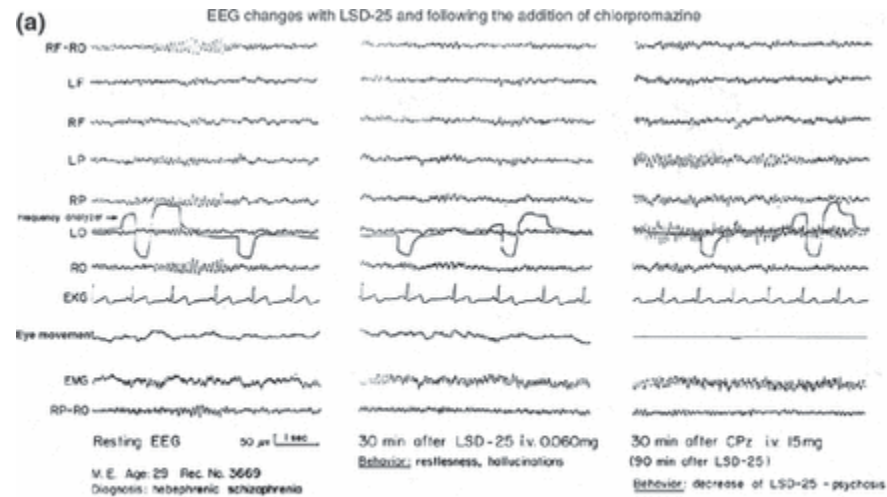 (a)
EEG changes with LSD-25 and following the addition of chlorpromazine
RF-RO
LF
RF
LP
RP
Frequency analyzer →
LO
RO
EKG
Eye movement
EMG
RP-RO
Resting EEG 50 µv 1 sec
M.E. Age: 29 Rec. No. 3669
Diagnosis: hebephrenic schizophrenia
30 min after LSD-25 i.v. 0.060mg
Behavior: restlesness, hallucinations
30 min after CPz i.v. 15mg
(90 min after LSD-25)
Behavior: decrease of LSD-25 - psychosis